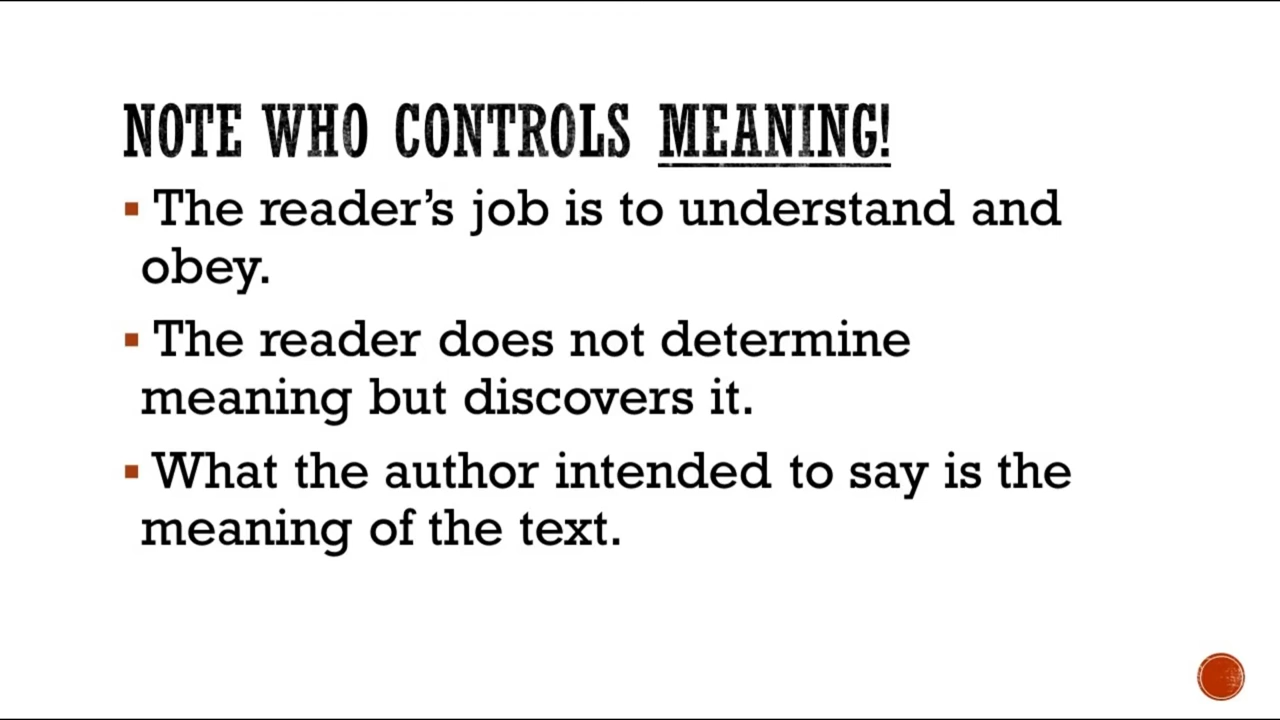 NOTE WHO CONTROLS MEANING!
▪ The reader’s job is to understand and
obey.
▪ The reader does not determine
meaning but discovers it.
▪ What the author intended to say is the
meaning of the text.